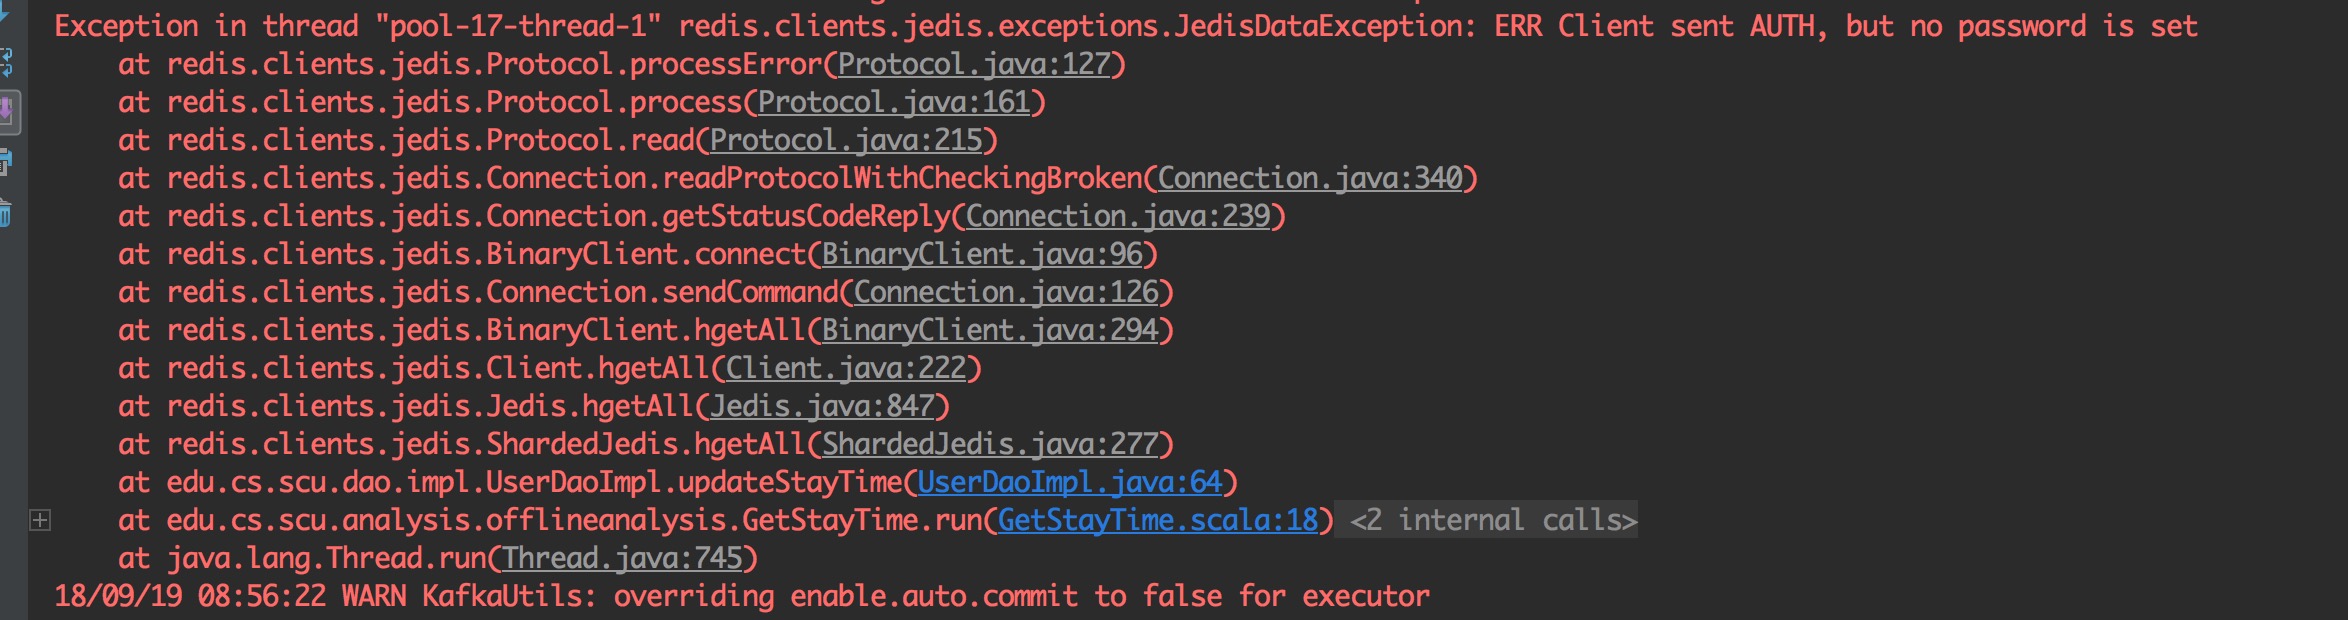 Exception in thread "pool-17-thread-1" redis.clients.jedis.exceptions.JedisDataException: ERR Client sent AUTH, but no password is set
at redis.clients.jedis.Protocol.processError(Protocol.java:127)
at redis.clients.jedis.Protocol.process(Protocol.java:161)
at redis.clients.jedis.Protocol.read(Protocol.java:215)
at redis.clients.jedis.Connection.readProtocolWithCheckingBroken(Connection.java:340)
at redis.clients.jedis.Connection.getStatusCodeReply(Connection.java:239)
at redis.clients.jedis.BinaryClient.connect(BinaryClient.java:96)
at redis.clients.jedis.Connection.sendCommand(Connection.java:126)
at redis.clients.jedis.BinaryClient.hgetAll(BinaryClient.java:294)
at redis.clients.jedis.Client.hgetAll(Client.java:222)
at redis.clients.jedis.Jedis.hgetAll(Jedis.java:847)
at redis.clients.jedis.ShardedJedis.hgetAll(ShardedJedis.java:277)
at edu.cs.scu.dao.impl.UserDaoImpl.updateStayTime(UserDaoImpl.java:64)
at edu.cs.scu.analysis.offlineanalysis.GetStayTime.run(GetStayTime.scala:18) <2 internal calls>
at java.lang.Thread.run(Thread.java:745)
18/09/19 08:56:22 WARN KafkaUtils: overriding enable.auto.commit to false for executor